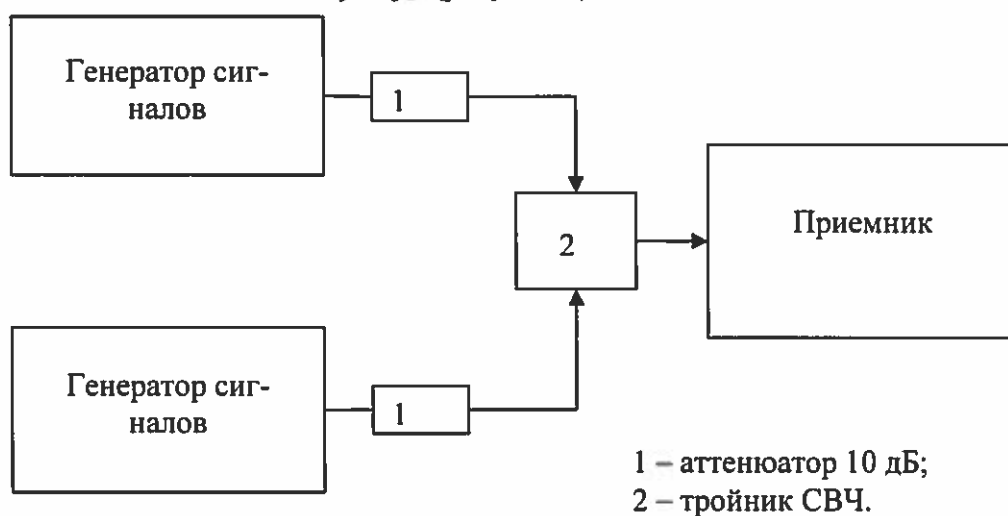 Генератор сиг-
налов
1
2
Приемник
Генератор сиг-
налов
1
1 – аттенюатор 10 дБ;
2 – тройник СВЧ.